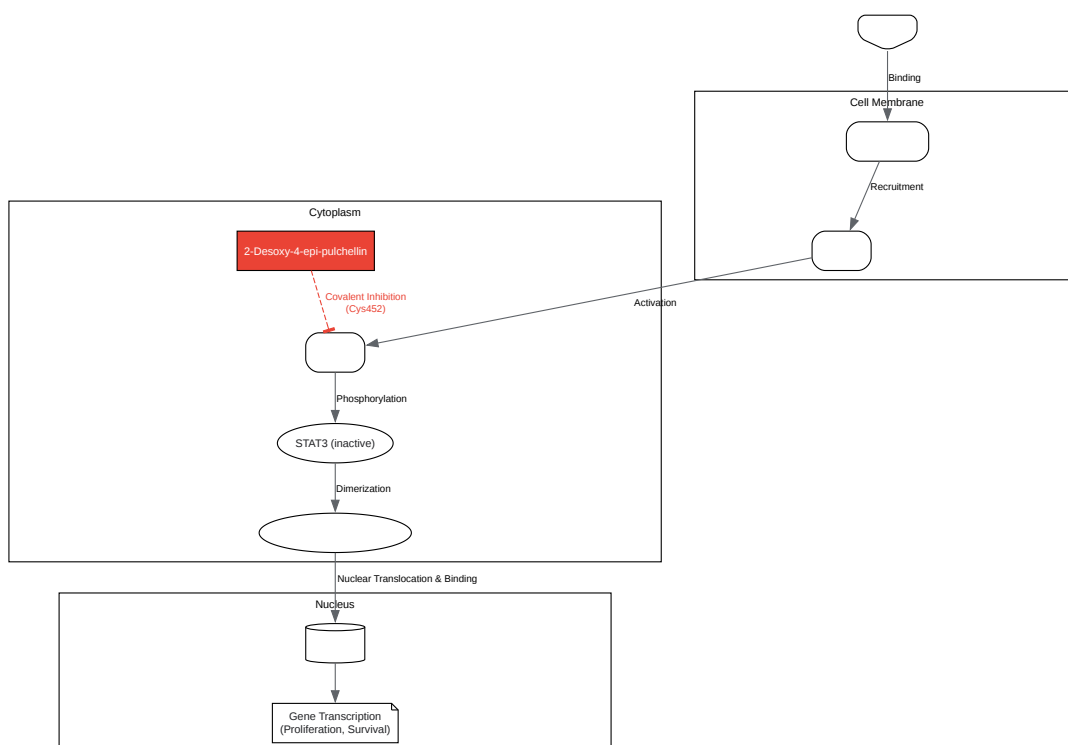 Binding
Cell Membrane
Recruitment
Cytoplasm
2-Desoxy-4-epi-pulchellin
Covalent Inhibition
(Cys452)
Activation
Phosphorylation
STAT3 (inactive)
Dimerization
Nuclear Translocation & Binding
Nucleus
Gene Transcription
(Proliferation, Survival)